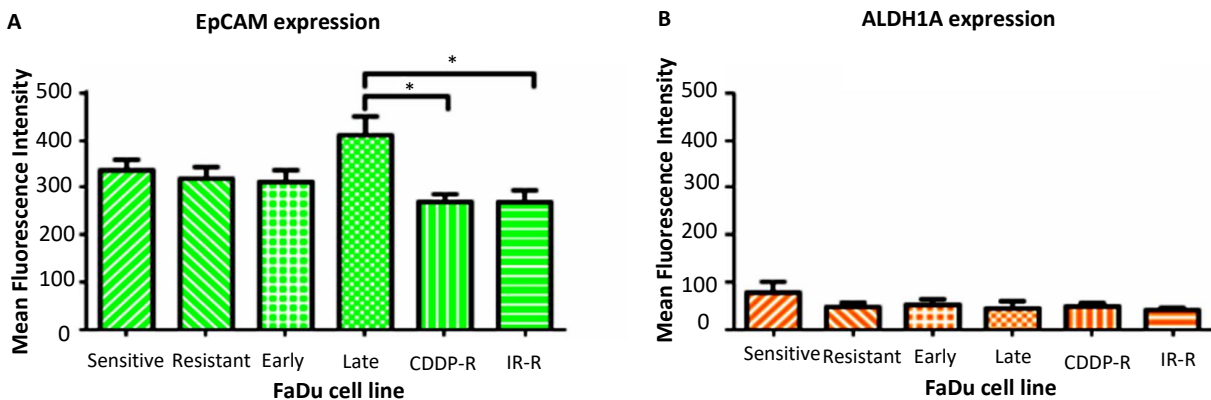 A
EpCAM expression
Mean Fluorescence Intensity
500
400
300
200
100
0
*
*
Sensitive Resistant Early Late CDDP-R IR-R
FaDu cell line
B
ALDH1A expression
Mean Fluorescence Intensity
500
400
300
200
100
0
Sensitive Resistant Early Late CDDP-R IR-R
FaDu cell line